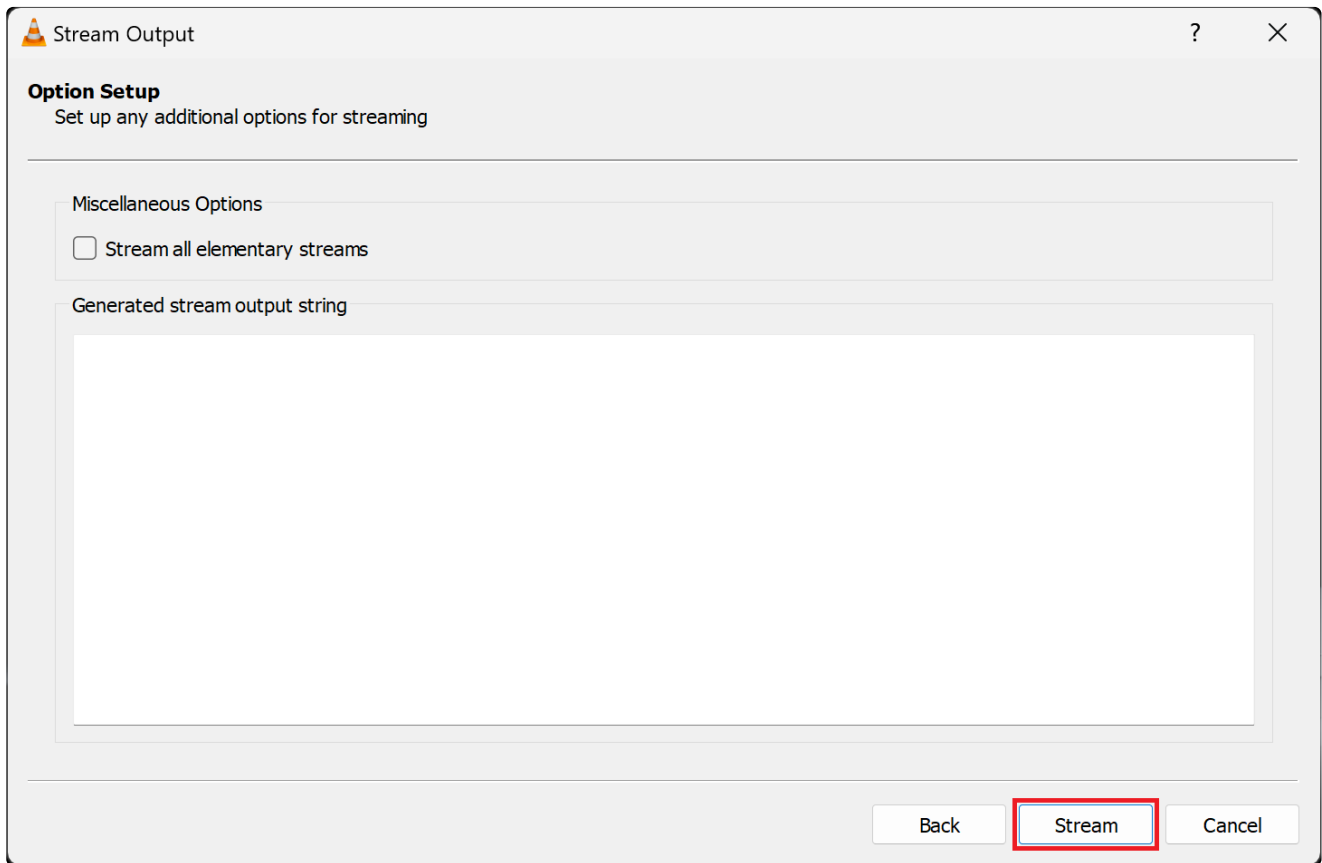 Stream Output
?
Option Setup
Set up any additional options for streaming
Miscellaneous Options
Stream all elementary streams
Generated stream output string
Back
Stream
Cancel